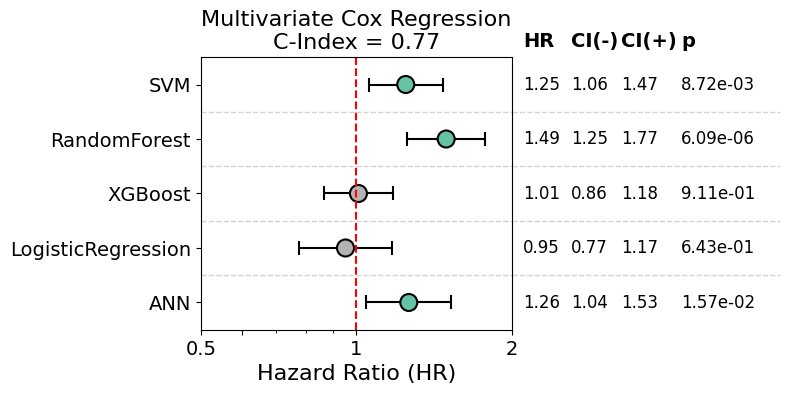 Multivariate Cox Regression
C-Index = 0.77
HR CI(-) CI(+) p
SVM 1.25 1.06 1.47 8.72e-03
RandomForest 1.49 1.25 1.77 6.09e-06
XGBoost 1.01 0.86 1.18 9.11e-01
LogisticRegression 0.95 0.77 1.17 6.43e-01
ANN 1.26 1.04 1.53 1.57e-02
0.5 1 2
Hazard Ratio (HR)